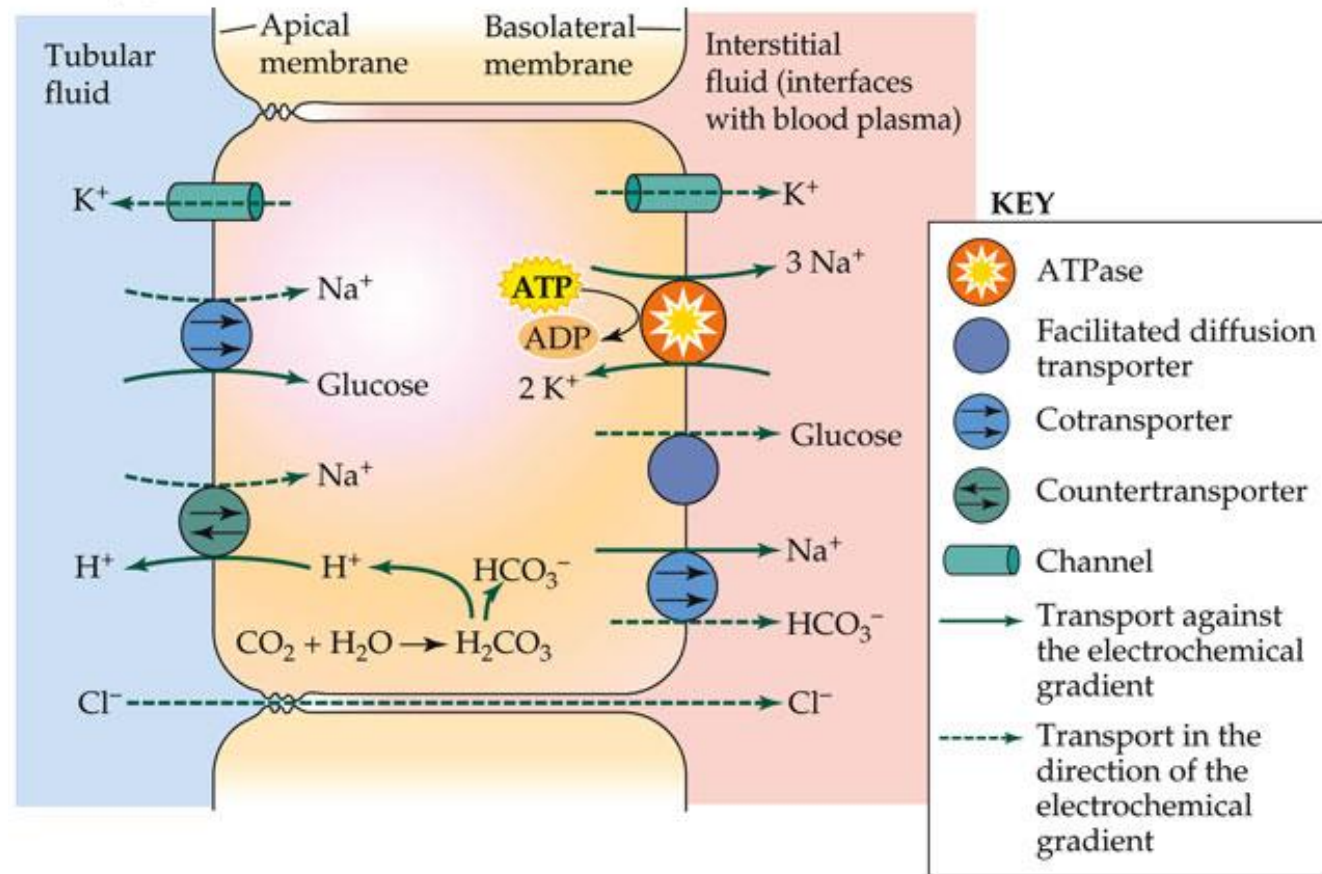 Tubular
fluid
Apical
membrane
Basolateral
membrane
Interstitial
fluid (interfaces
with blood plasma)
K⁺
K⁺
Na⁺
Glucose
ATP
ADP
3 Na⁺
2 K⁺
Glucose
Na⁺
H⁺
H⁺
HCO₃⁻
CO₂ + H₂O → H₂CO₃
Na⁺
HCO₃⁻
Cl⁻
Cl⁻
KEY
ATPase
Facilitated diffusion
transporter
Cotransporter
Countertransporter
Channel
Transport against
the electrochemical
gradient
Transport in the
direction of the
electrochemical
gradient